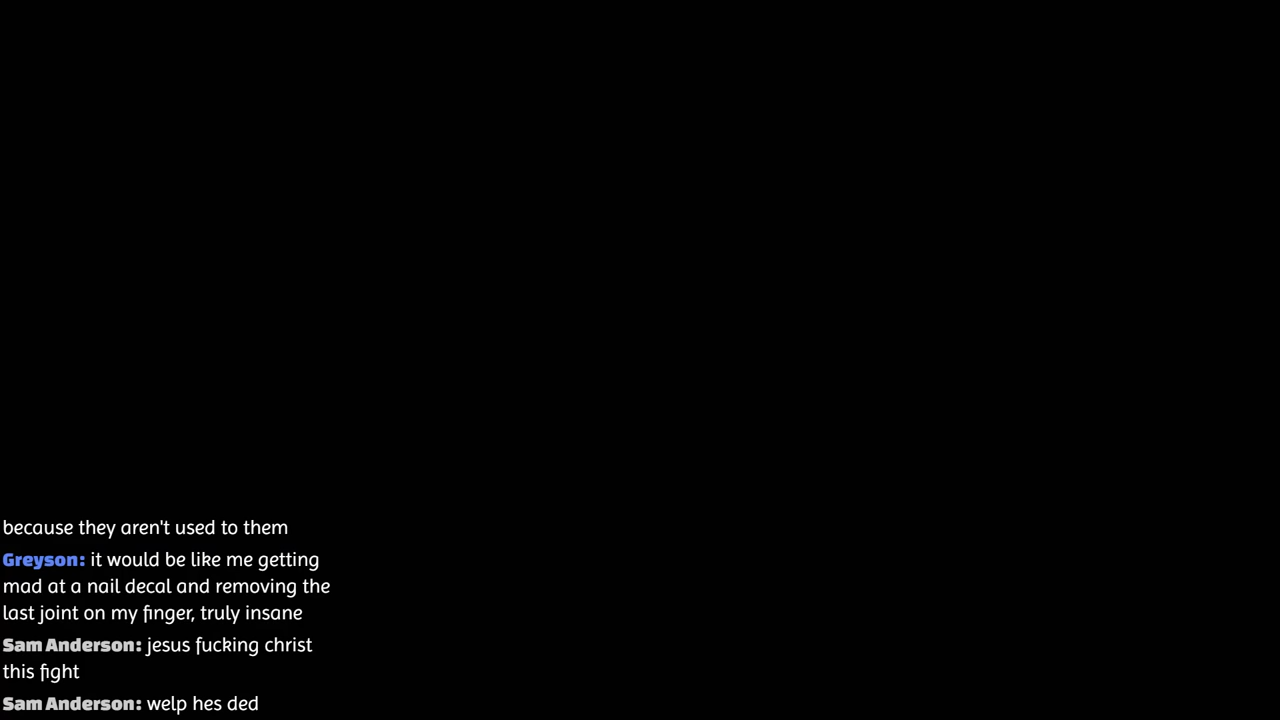 because they aren't used to them
Greyson: it would be like me getting
mad at a nail decal and removing the
last joint on my finger, truly insane
Sam Anderson: jesus fucking christ
this fight
Sam Anderson: welp hes ded